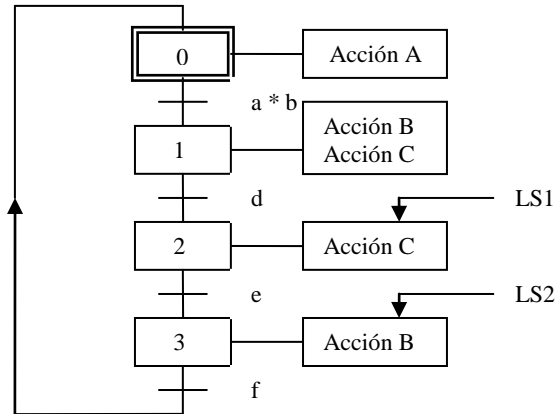 0
Acción A
a * b
1
Acción B
Acción C
d
LS1
2
Acción C
e
LS2
3
Acción B
f